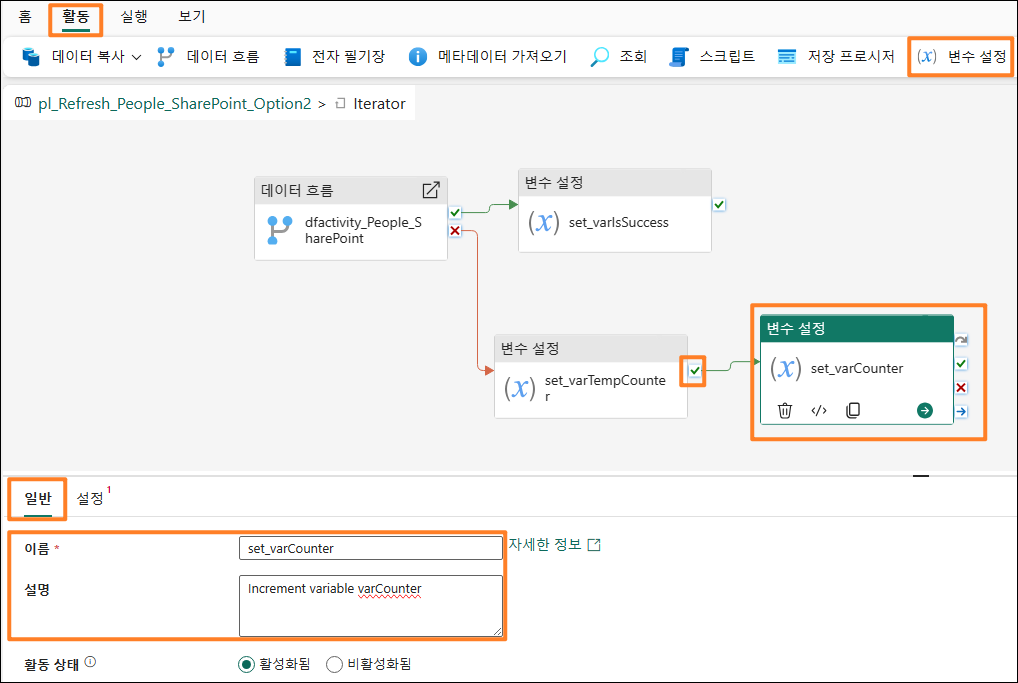 홈 활동 실행 보기
데이터 복사 데이터 흐름 전자 필기장 메타데이터 가져오기 조회 스크립트 저장 프로시저 (x) 변수 설정
pl_Refresh_People_SharePoint_Option2 > Iterator
데이터 흐름
dfactivity_People_S
harePoint
변수 설정
(x) set_varIsSuccess
변수 설정
(x) set_varTempCounte
r
변수 설정
(x) set_varCounter
</>
일반 설정 1
이름 * set_varCounter 자세한 정보
설명 Increment variable varCounter
활동 상태 활성화됨 비활성화됨